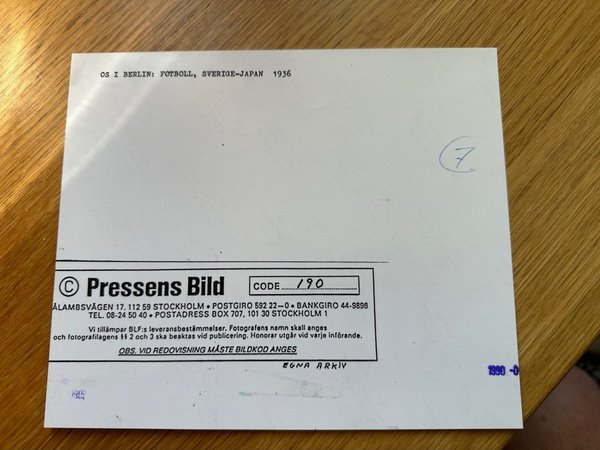 OS I BERLIN: FOTBOLL, SVERIGE-JAPAN 1936
7
© Pressens Bild
CODE 190
ÅLAMBSVÄGEN 17. 112 59 STOCKHOLM • POSTGIRO 592 22–0 • BANKGIRO 44-9898
TEL. 08-24 50 40 • POSTADRESS BOX 707, 101 30 STOCKHOLM 1
Vi tillämpar BLF:s leveransbestämmelser. Fotografens namn skall anges
och fotografilagens §§ 2 och 3 ska beaktas vid publicering. Honorar utgår vid varje införande.
OBS. VID REDOVISNING MÅSTE BILDKOD ANGES
EGNA ARKIV
1990 -0